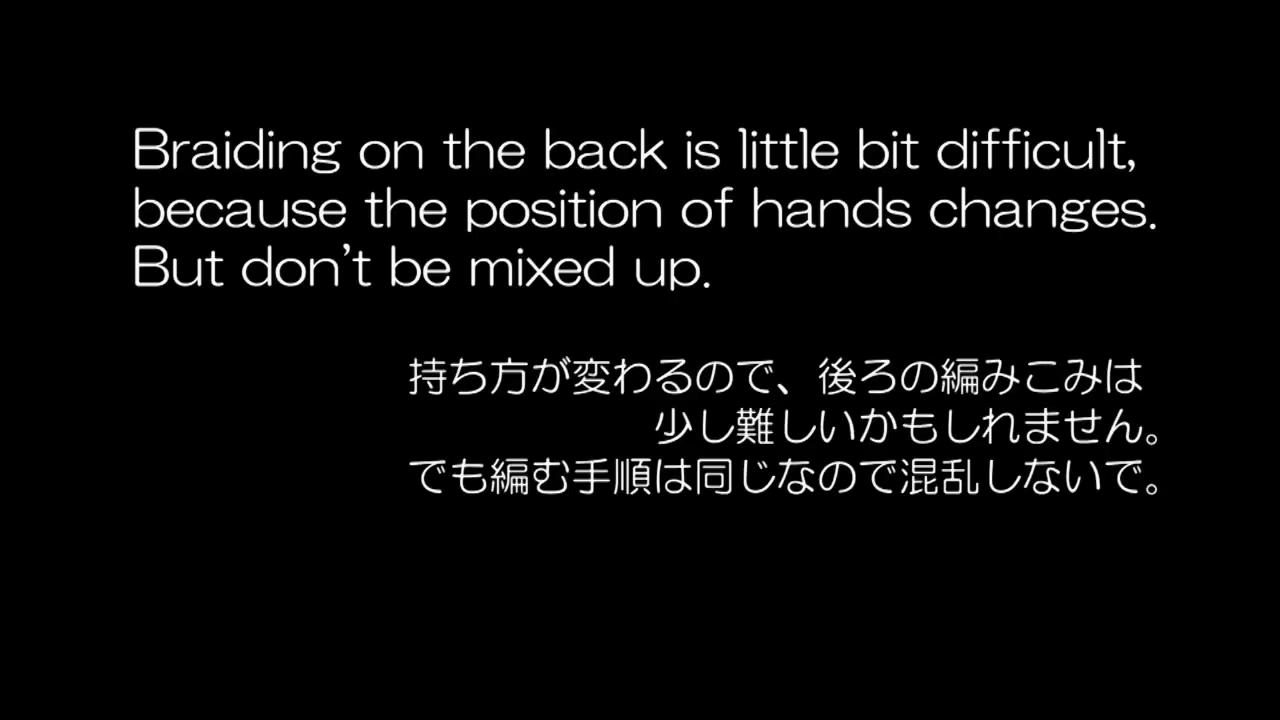 Braiding on the back is little bit difficult,
because the position of hands changes.
But don’t be mixed up.
持ち方が変わるので、後ろの編みこみは
少し難しいかもしれません。
でも編む手順は同じなので混乱しないで。